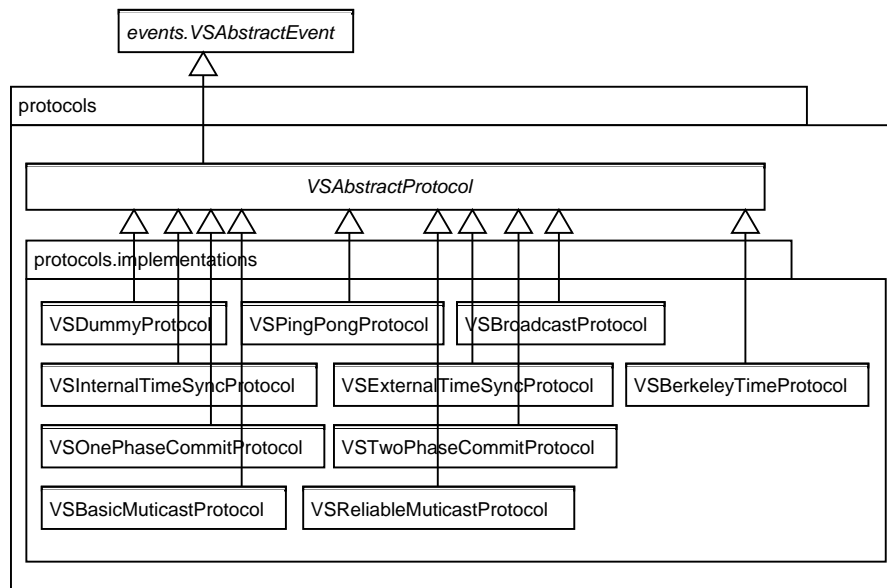 events.VSAbstractEvent
protocols
VSAbstractProtocol
protocols.implementations
VSDummyProtocol
VSPingPongProtocol
VSBroadcastProtocol
VSInternalTimeSyncProtocol
VSExternalTimeSyncProtocol
VSBerkeleyTimeProtocol
VSOnePhaseCommitProtocol
VSTwoPhaseCommitProtocol
VSBasicMuticastProtocol
VSReliableMuticastProtocol